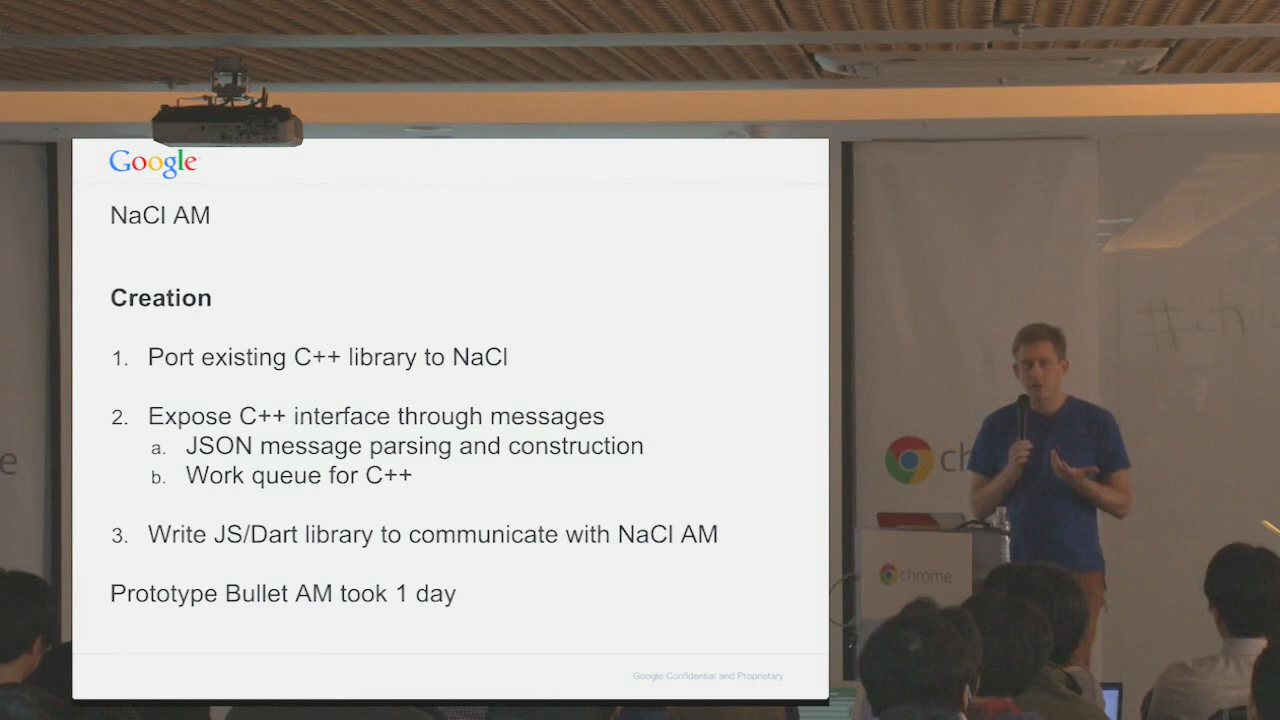 Google
NaCl AM
Creation
1. Port existing C++ library to NaCl
2. Expose C++ interface through messages
a. JSON message parsing and construction
b. Work queue for C++
3. Write JS/Dart library to communicate with NaCl AM
Prototype Bullet AM took 1 day
Google Confidential and Proprietary
e
ch
chrome